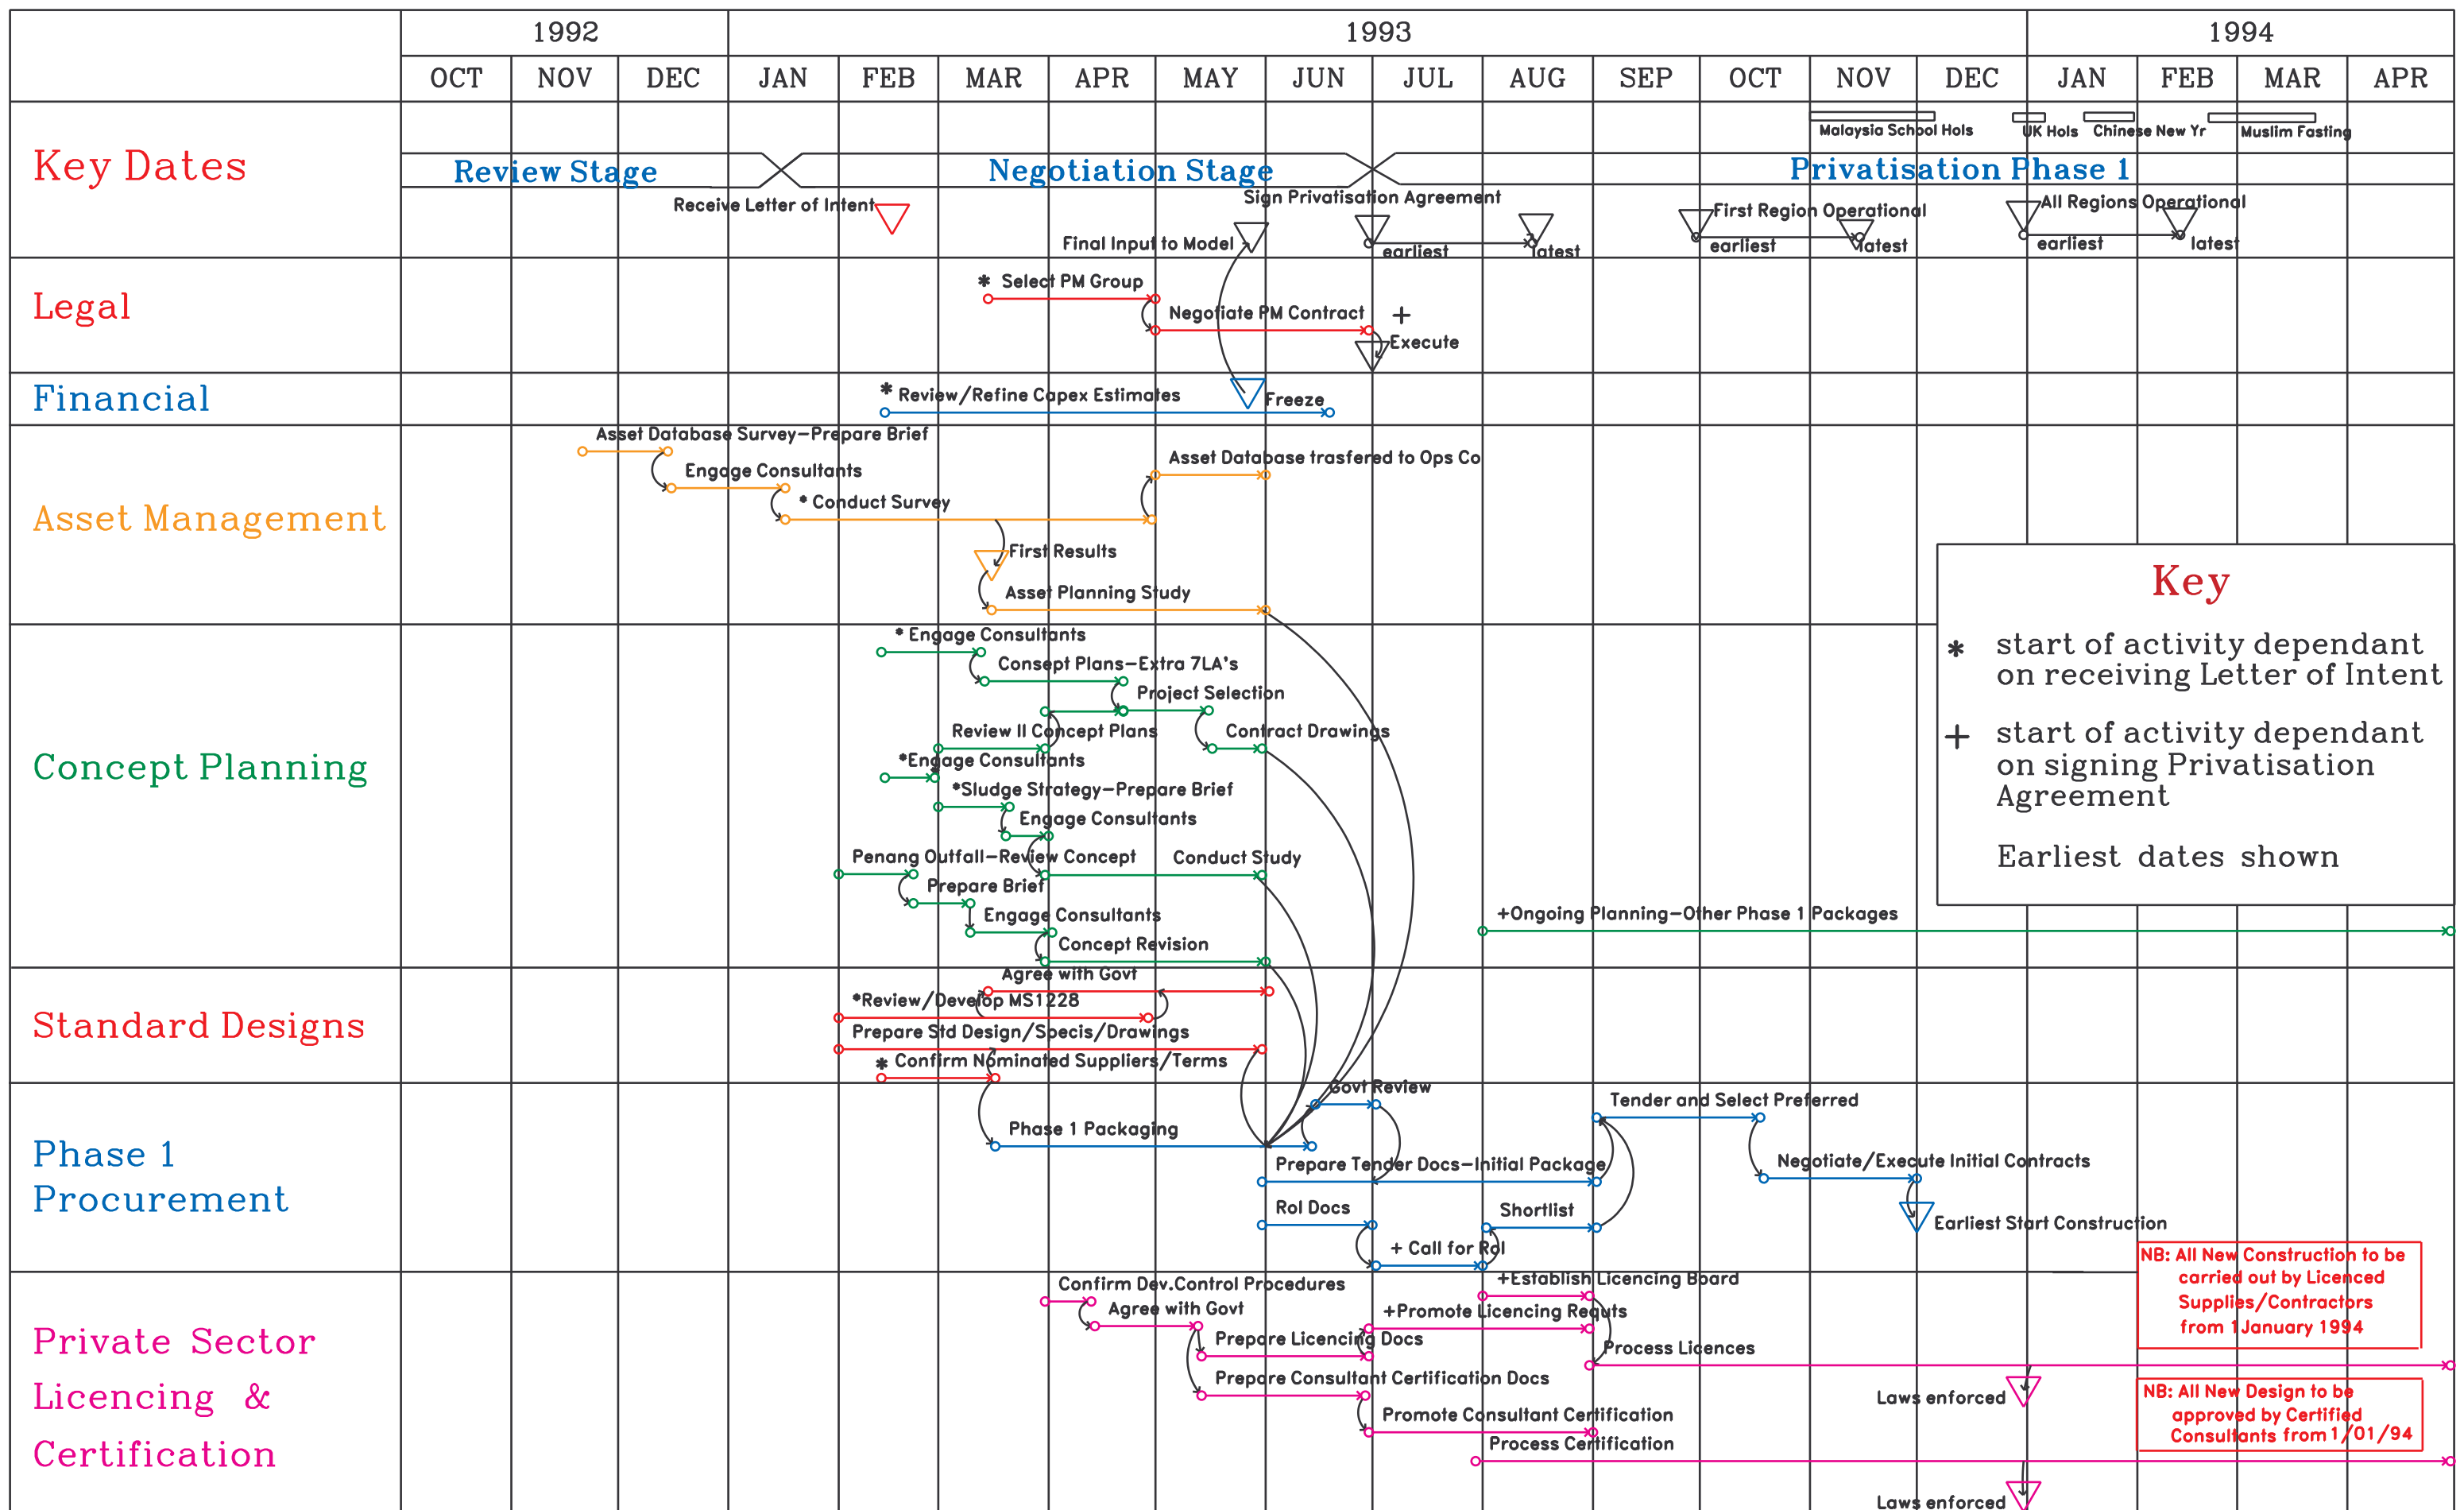 1992 1993 1994
OCT NOV DEC JAN FEB MAR APR MAY JUN JUL AUG SEP OCT NOV DEC JAN FEB MAR APR
Key Dates
Malaysia School Hols UK Hols Chinese New Yr Muslim Fasting
Review Stage Negotiation Stage Privatisation Phase 1
Receive Letter of Intent
Sign Privatisation Agreement
First Region Operational
All Regions Operational
Final Input to Model
earliest latest
earliest latest
earliest latest
Legal
* Select PM Group
Negotiate PM Contract +
Execute
Financial
* Review/Refine Capex Estimates
Freeze
Asset Management
Asset Database Survey-Prepare Brief
Asset Database trasfered to Ops Co
Engage Consultants
* Conduct Survey
First Results
Asset Planning Study
Concept Planning
* Engage Consultants
Consept Plans-Extra 7LA's
Project Selection
Review II Concept Plans
Contract Drawings
*Engage Consultants
*Sludge Strategy-Prepare Brief
Engage Consultants
Penang Outfall-Review Concept
Conduct Study
Prepare Brief
Engage Consultants
Concept Revision
+Ongoing Planning-Other Phase 1 Packages
Key
* start of activity dependant
on receiving Letter of Intent
+ start of activity dependant
on signing Privatisation
Agreement
Earliest dates shown
Standard Designs
Agree with Govt
*Review/Develop MS1228
Prepare Std Design/Specis/Drawings
* Confirm Nominated Suppliers/Terms
Phase 1
Procurement
Govt Review
Phase 1 Packaging
Tender and Select Preferred
Prepare Tender Docs-Initial Package
Negotiate/Execute Initial Contracts
RoI Docs
Shortlist
Earliest Start Construction
+ Call for RoI
NB: All New Construction to be
carried out by Licenced
Supplies/Contractors
from 1January 1994
Private Sector
Licencing &
Certification
Confirm Dev.Control Procedures
+Establish Licencing Board
Agree with Govt
+Promote Licencing Requts
Prepare Licencing Docs
Process Licences
Prepare Consultant Certification Docs
Laws enforced
NB: All New Design to be
approved by Certified
Consultants from 1/01/94
Promote Consultant Certification
Process Certification
Laws enforced